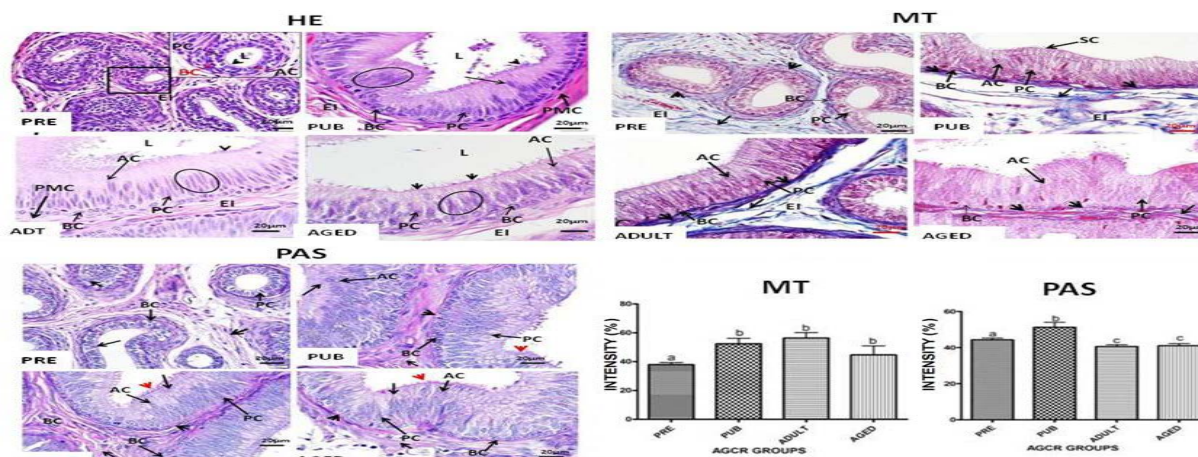 HE
PC
L
BC
AC
EI
PRE
20µm
L
BC
PC
PMC
PUB
20µm
L
AC
PMC
BC
PC
EI
ADT
20µm
L
AC
PC
BC
EI
AGED
20µm
MT
BC
EI
PC
PRE
20µm
SC
BC
AC
PC
EI
PUB
AC
PC
BC
EI
ADULT
AC
BC
PC
AGED
20µm
PAS
BC
PC
PRE
20µm
AC
PC
BC
PUB
20µm
AC
PC
BC
BC
20µm
AC
PC
PC
BC
20µm
MT
INTENSITY (%)
80
60
40
20
0
a
b
b
b
PRE
PUB
ADULT
AGED
AGCR GROUPS
PAS
INTENSITY (%)
60
40
20
0
a
b
c
c
PRE
PUB
ADULT
AGED
AGCR GROUPS